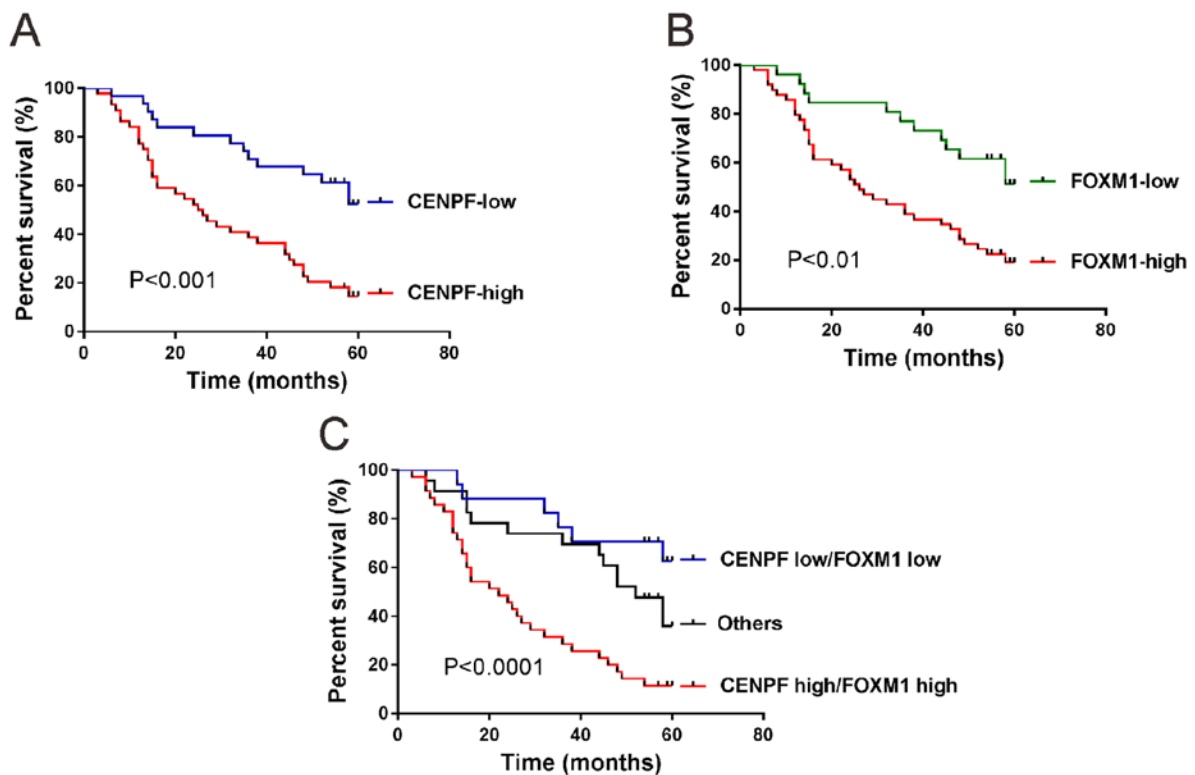 A
Percent survival (%)
100
80
60
40
20
0
CENPF-low
CENPF-high
P<0.001
0 20 40 60 80
Time (months)
B
Percent survival (%)
100
80
60
40
20
0
FOXM1-low
FOXM1-high
P<0.01
0 20 40 60 80
Time (months)
C
Percent survival (%)
100
80
60
40
20
0
CENPF low/FOXM1 low
Others
CENPF high/FOXM1 high
P<0.0001
0 20 40 60 80
Time (months)